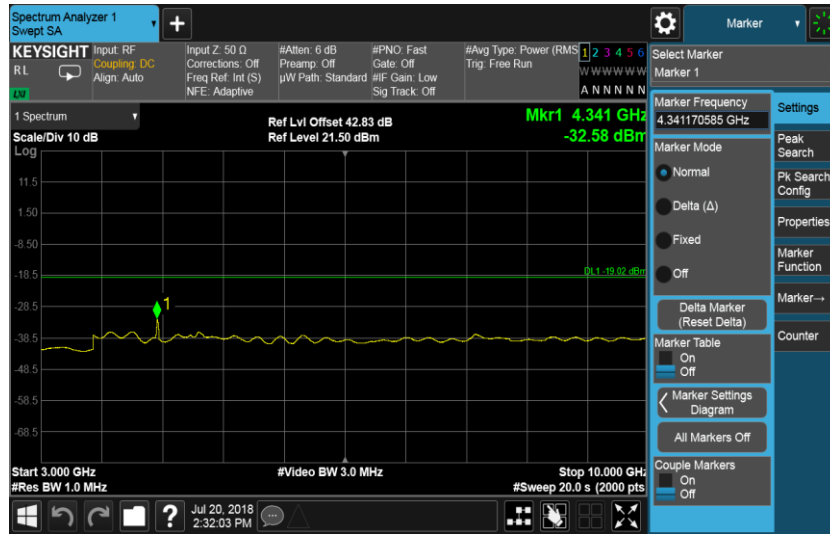 Spectrum Analyzer 1
Swept SA
+
Marker
KEYSIGHT
RL
LXI
Input: RF
Coupling: DC
Align: Auto
Input Z: 50 Ω
Corrections: Off
Freq Ref: Int (S)
NFE: Adaptive
#Atten: 6 dB
Preamp: Off
µW Path: Standard
#PNO: Fast
Gate: Off
#IF Gain: Low
Sig Track: Off
#Avg Type: Power (RMS
Trig: Free Run
1 2 3 4 5 6
W W W W W W
A N N N N N
Select Marker
Marker 1
1 Spectrum
Scale/Div 10 dB
Log
Ref Lvl Offset 42.83 dB
Ref Level 21.50 dBm
Mkr1 4.341 GHz
-32.58 dBm
11.5
1.50
-8.50
-18.5
-28.5
-38.5
-48.5
-58.5
-68.5
DL1 -19.02 dBm
1
Start 3.000 GHz
#Res BW 1.0 MHz
#Video BW 3.0 MHz
Stop 10.000 GHz
#Sweep 20.0 s (2000 pts
Marker Frequency
4.341170585 GHz
Marker Mode
Normal
Delta (Δ)
Fixed
Off
Delta Marker
(Reset Delta)
Marker Table
On
Off
Marker Settings
Diagram
All Markers Off
Couple Markers
On
Off
Settings
Peak
Search
Pk Search
Config
Properties
Marker
Function
Marker→
Counter
?
Jul 20, 2018
2:32:03 PM